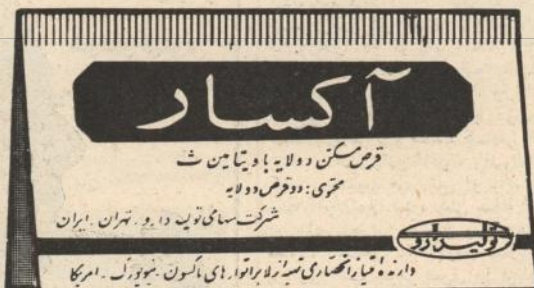 آکسار
قرص مسکن دولایه با ویتامین ث
محتوی: دو قرص دولایه
شرکت سهامی تولید دارو . تهران . ایران
تولید دارو
دارنده امتیاز انحصاری تهیه از لابراتوارهای ناکسون . نیویورک . امریکا